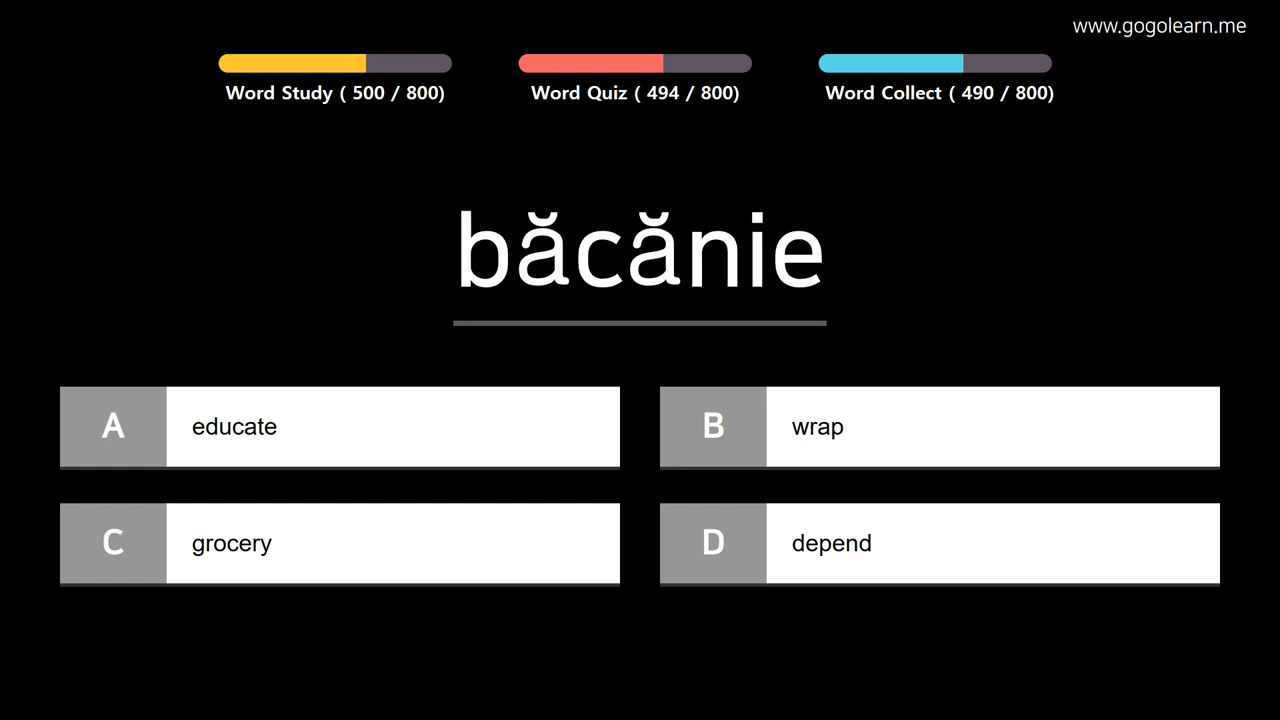 www.gogolearn.me
Word Study ( 500 / 800)
Word Quiz ( 494 / 800)
Word Collect ( 490 / 800)
băcănie
A educate
B wrap
C grocery
D depend